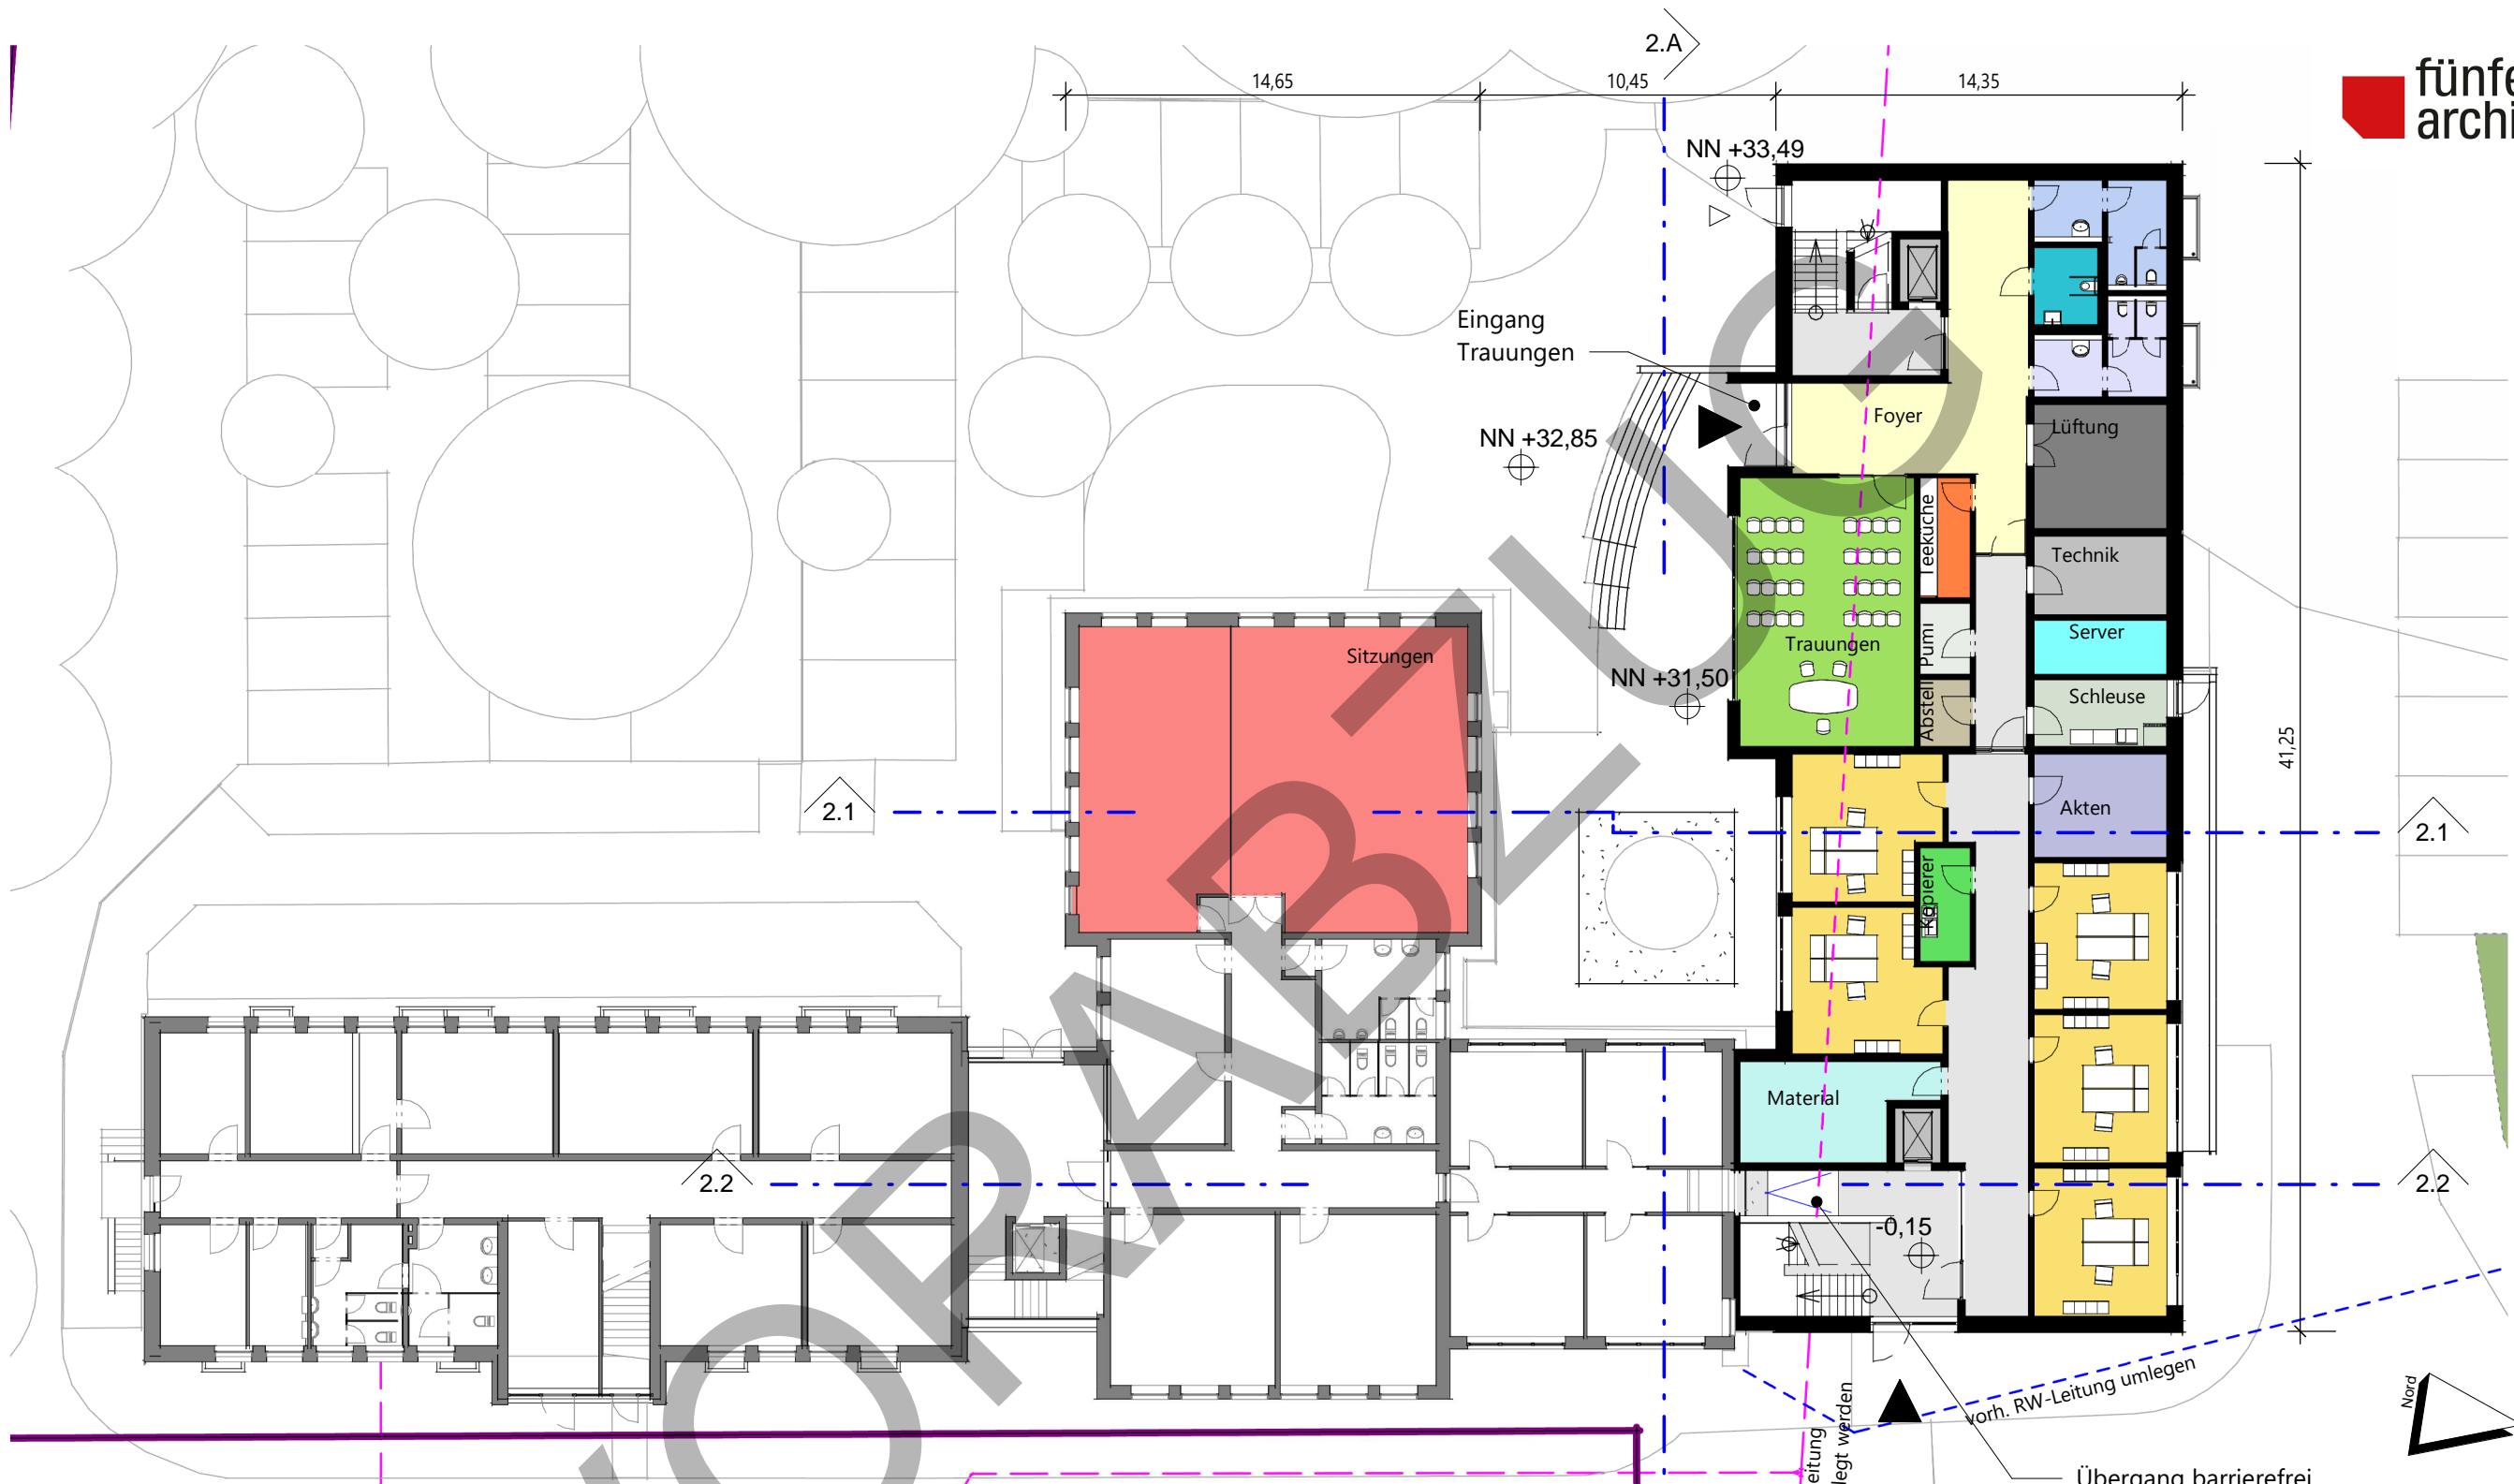 2.A
14,65
10,45
14,35
NN +33,49
Eingang
Trauungen
NN +32,85
Foyer
Lüftung
Teeküche
Technik
Server
Pumi
Sitzungen
Trauungen
NN +31,50
Abstell
Schleuse
41,25
2.1
Akten
2.1
Kopierer
Material
2.2
2.2
-0,15
vorh. RW-Leitung umlegen
Nord
Übergang barrierefrei
VORABZUG